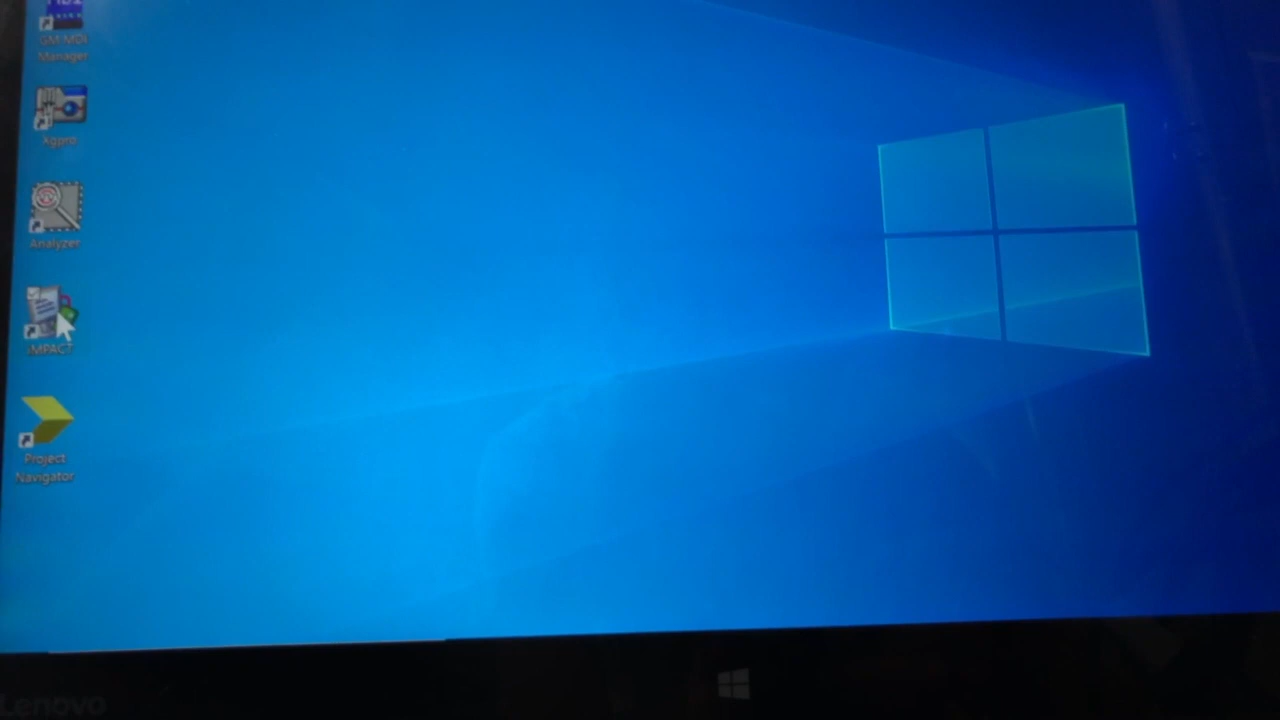 GM MDI
Manager
Xgpro
Analyzer
iMPACT
Project
Navigator
Lenovo